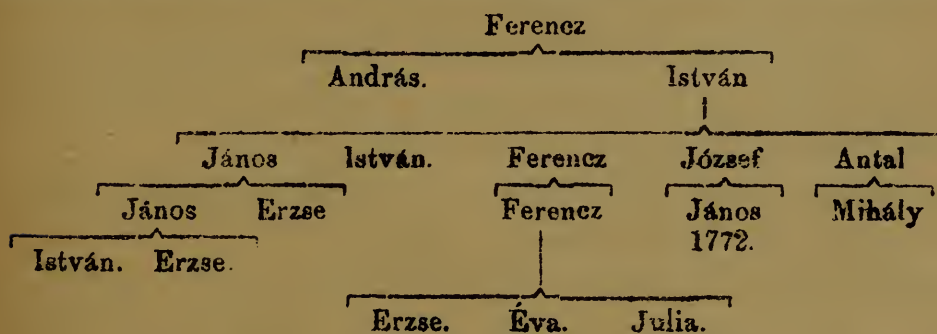 Ferencz
András. István
János István. Ferencz József Antal
János Erzse Ferencz János Mihály
1772.
István. Erzse.
Erzse. Éva. Julia.